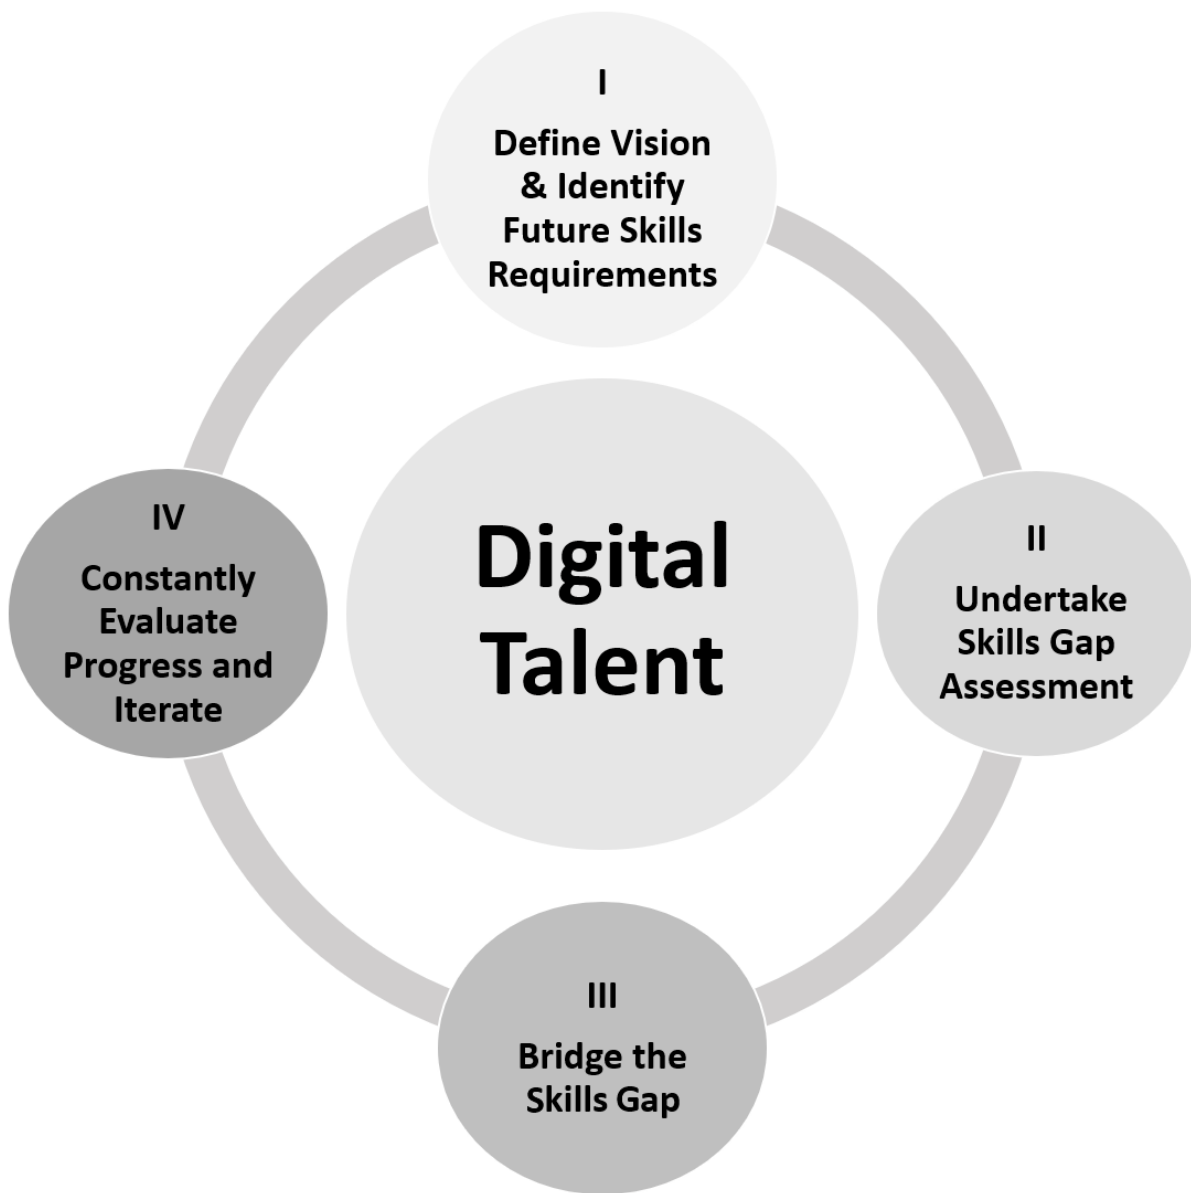 I
Define Vision
& Identify
Future Skills
Requirements
II
Undertake
Skills Gap
Assessment
III
Bridge the
Skills Gap
IV
Constantly
Evaluate
Progress and
Iterate
Digital
Talent